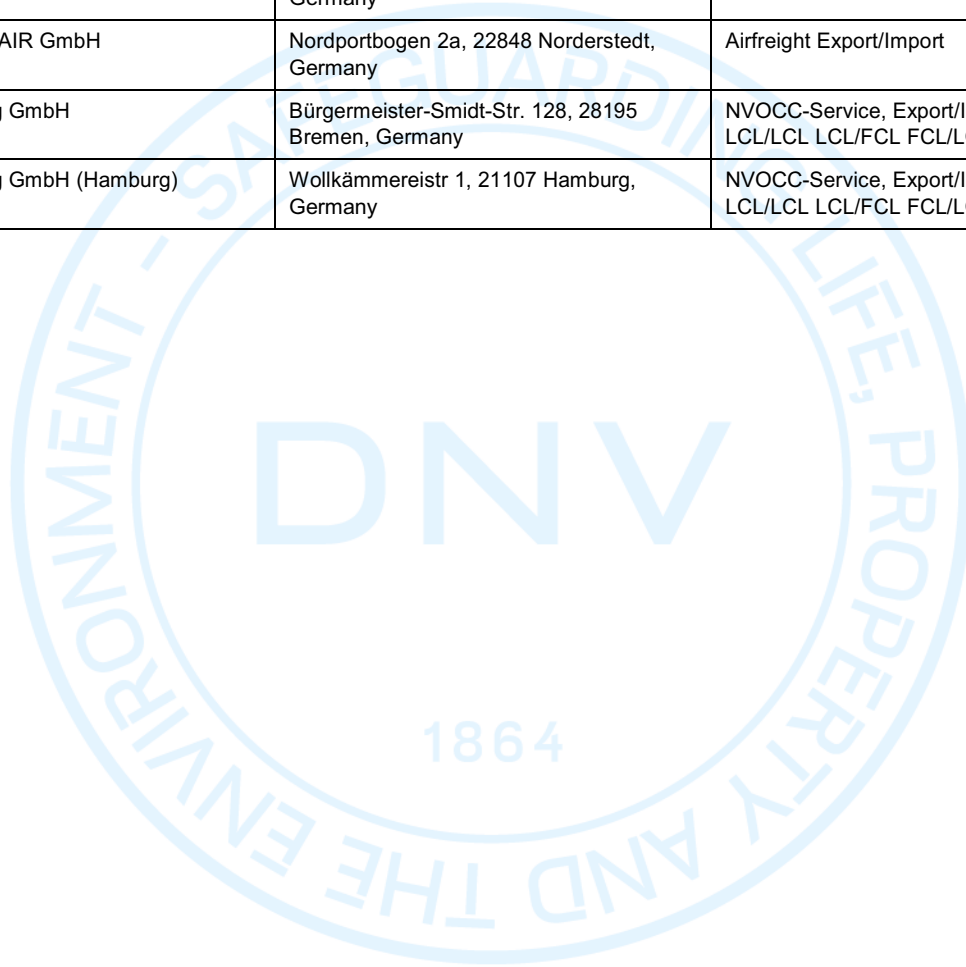 Germany
AIR GmbH
Nordportbogen 2a, 22848 Norderstedt,
Germany
Airfreight Export/Import
GmbH
Bürgermeister-Smidt-Str. 128, 28195
Bremen, Germany
NVOCC-Service, Export/I
LCL/LCL LCL/FCL FCL/L
GmbH (Hamburg)
Wollkämmereistr 1, 21107 Hamburg,
Germany
NVOCC-Service, Export/I
LCL/LCL LCL/FCL FCL/L
SAFEGUARDING LIFE, PROPERTY AND THE ENVIRONMENT -
DNV
1864